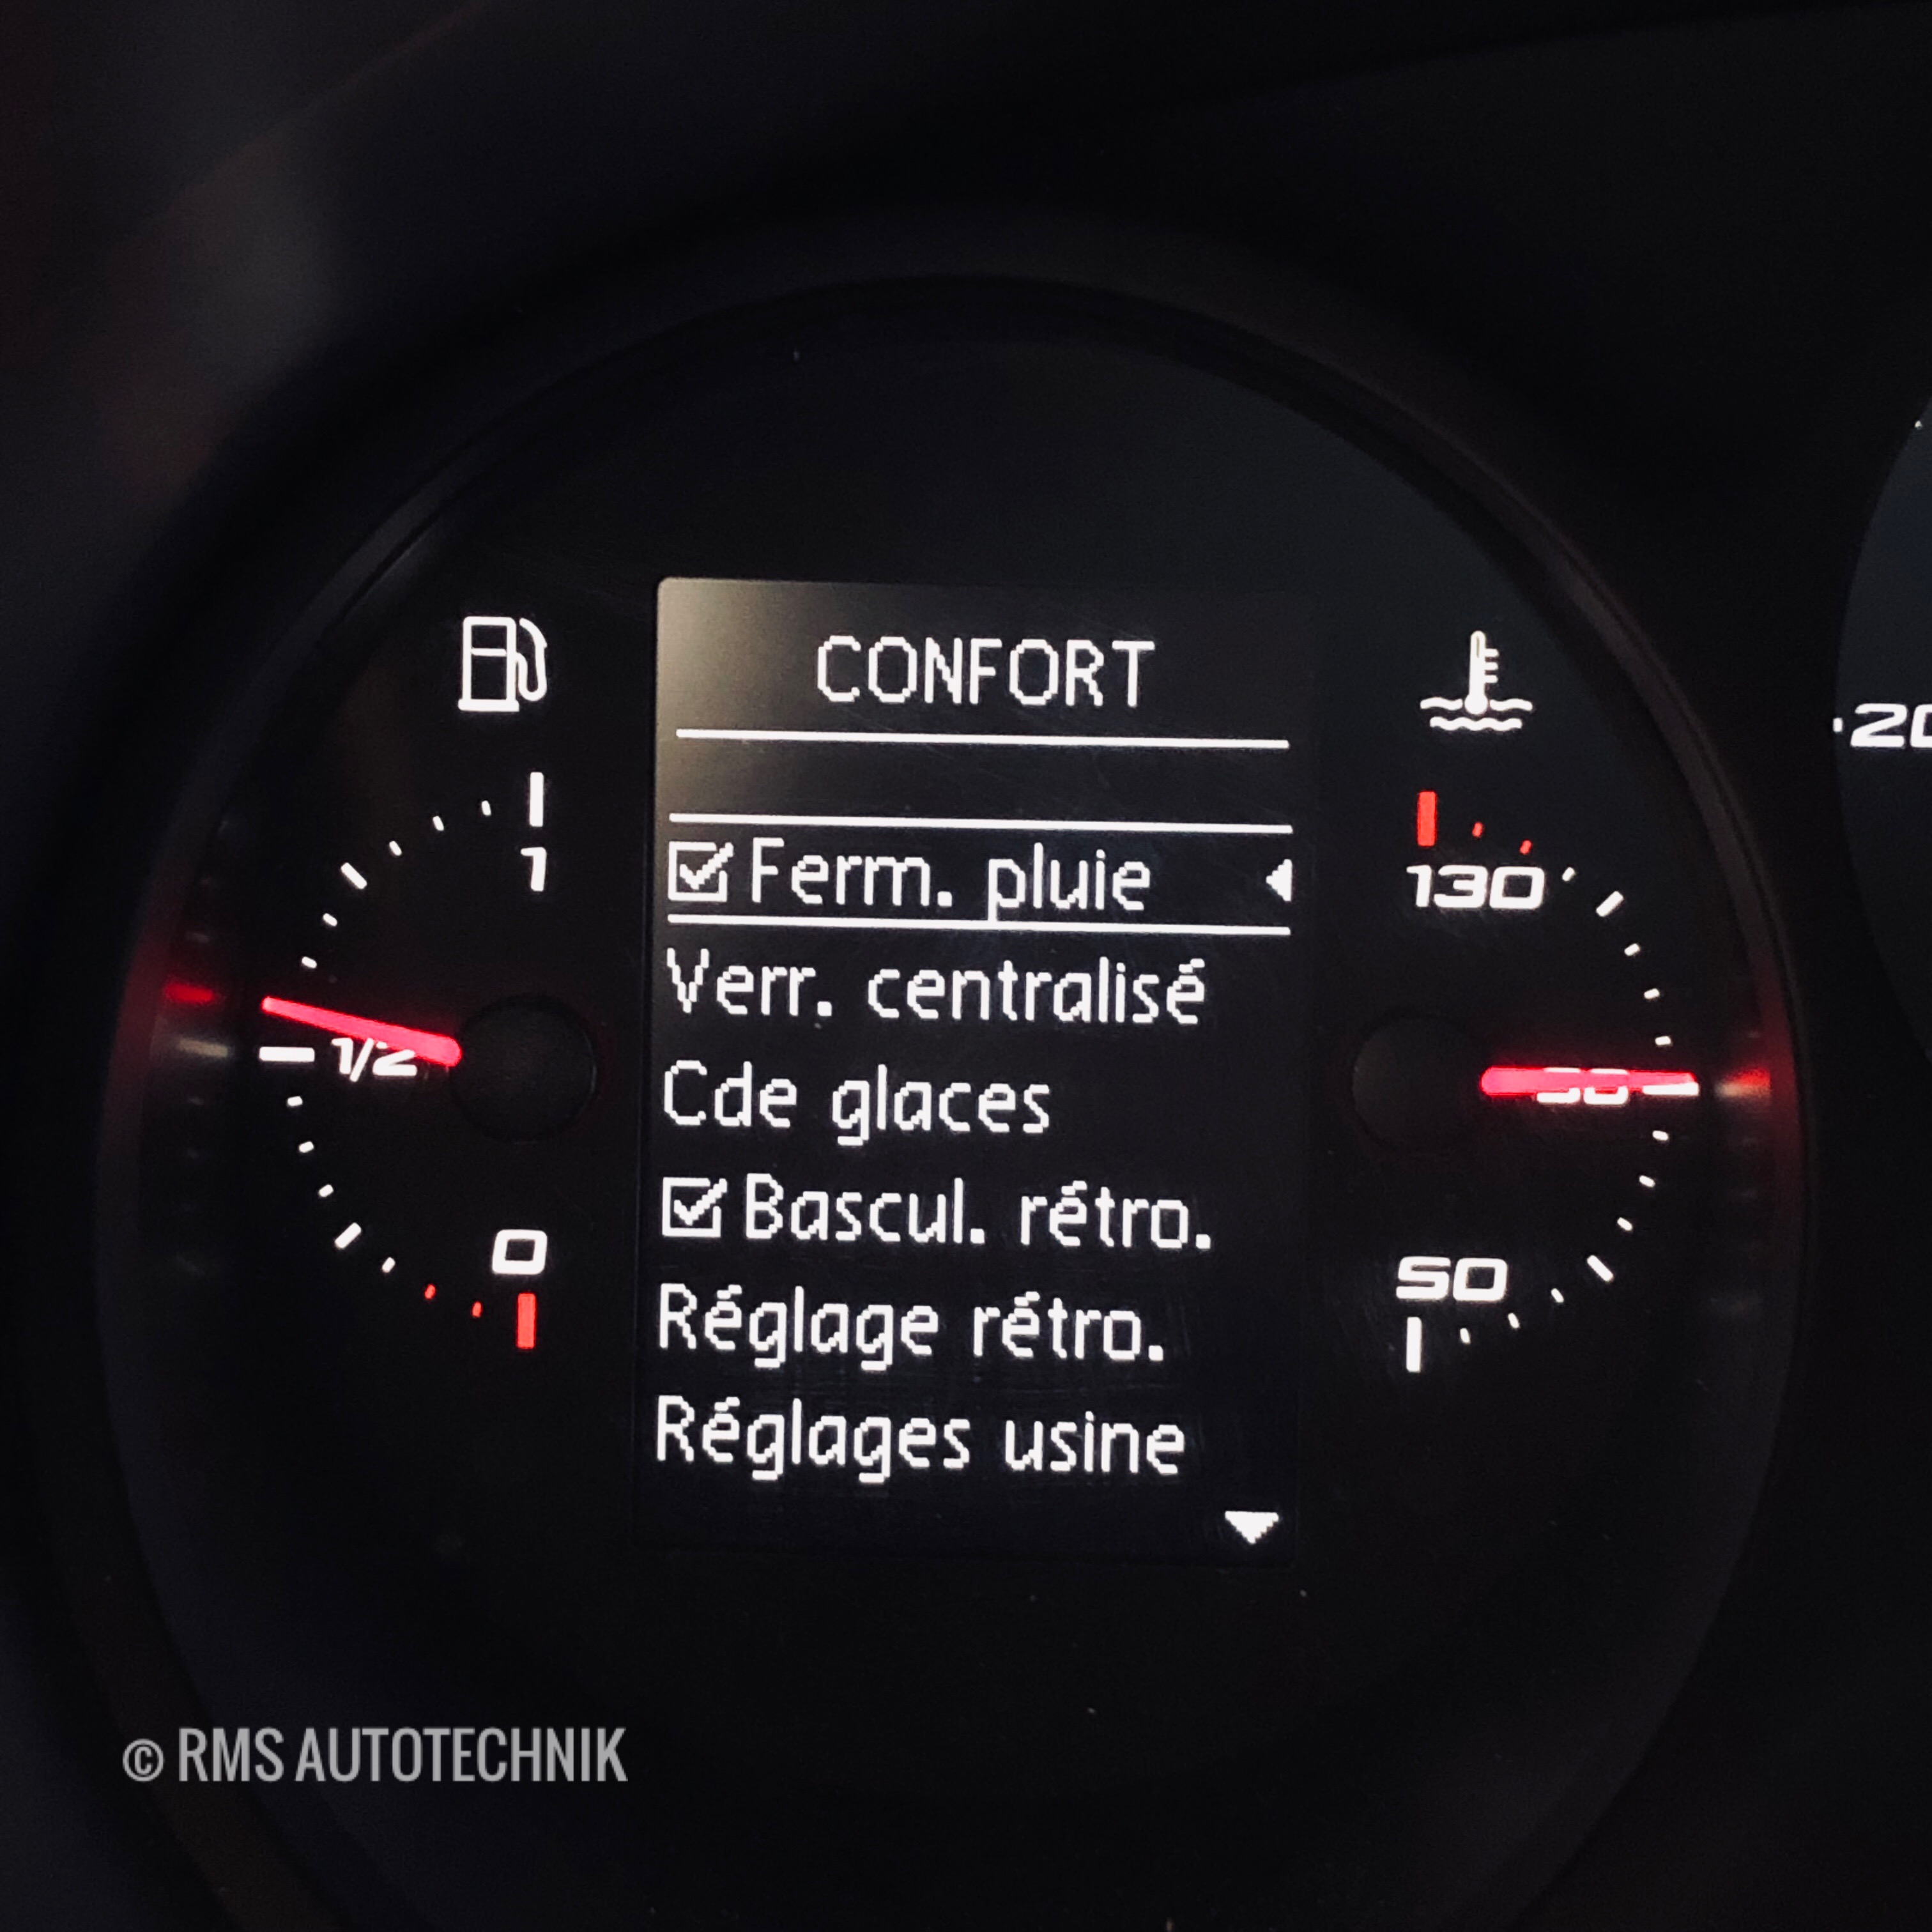 CONFORT
Ferm. pluie
Verr. centralisé
Cde glaces
Bascul. rétro.
Réglage rétro.
Réglages usine
1
1/2
0
130
50
© RMS AUTOTECHNIK